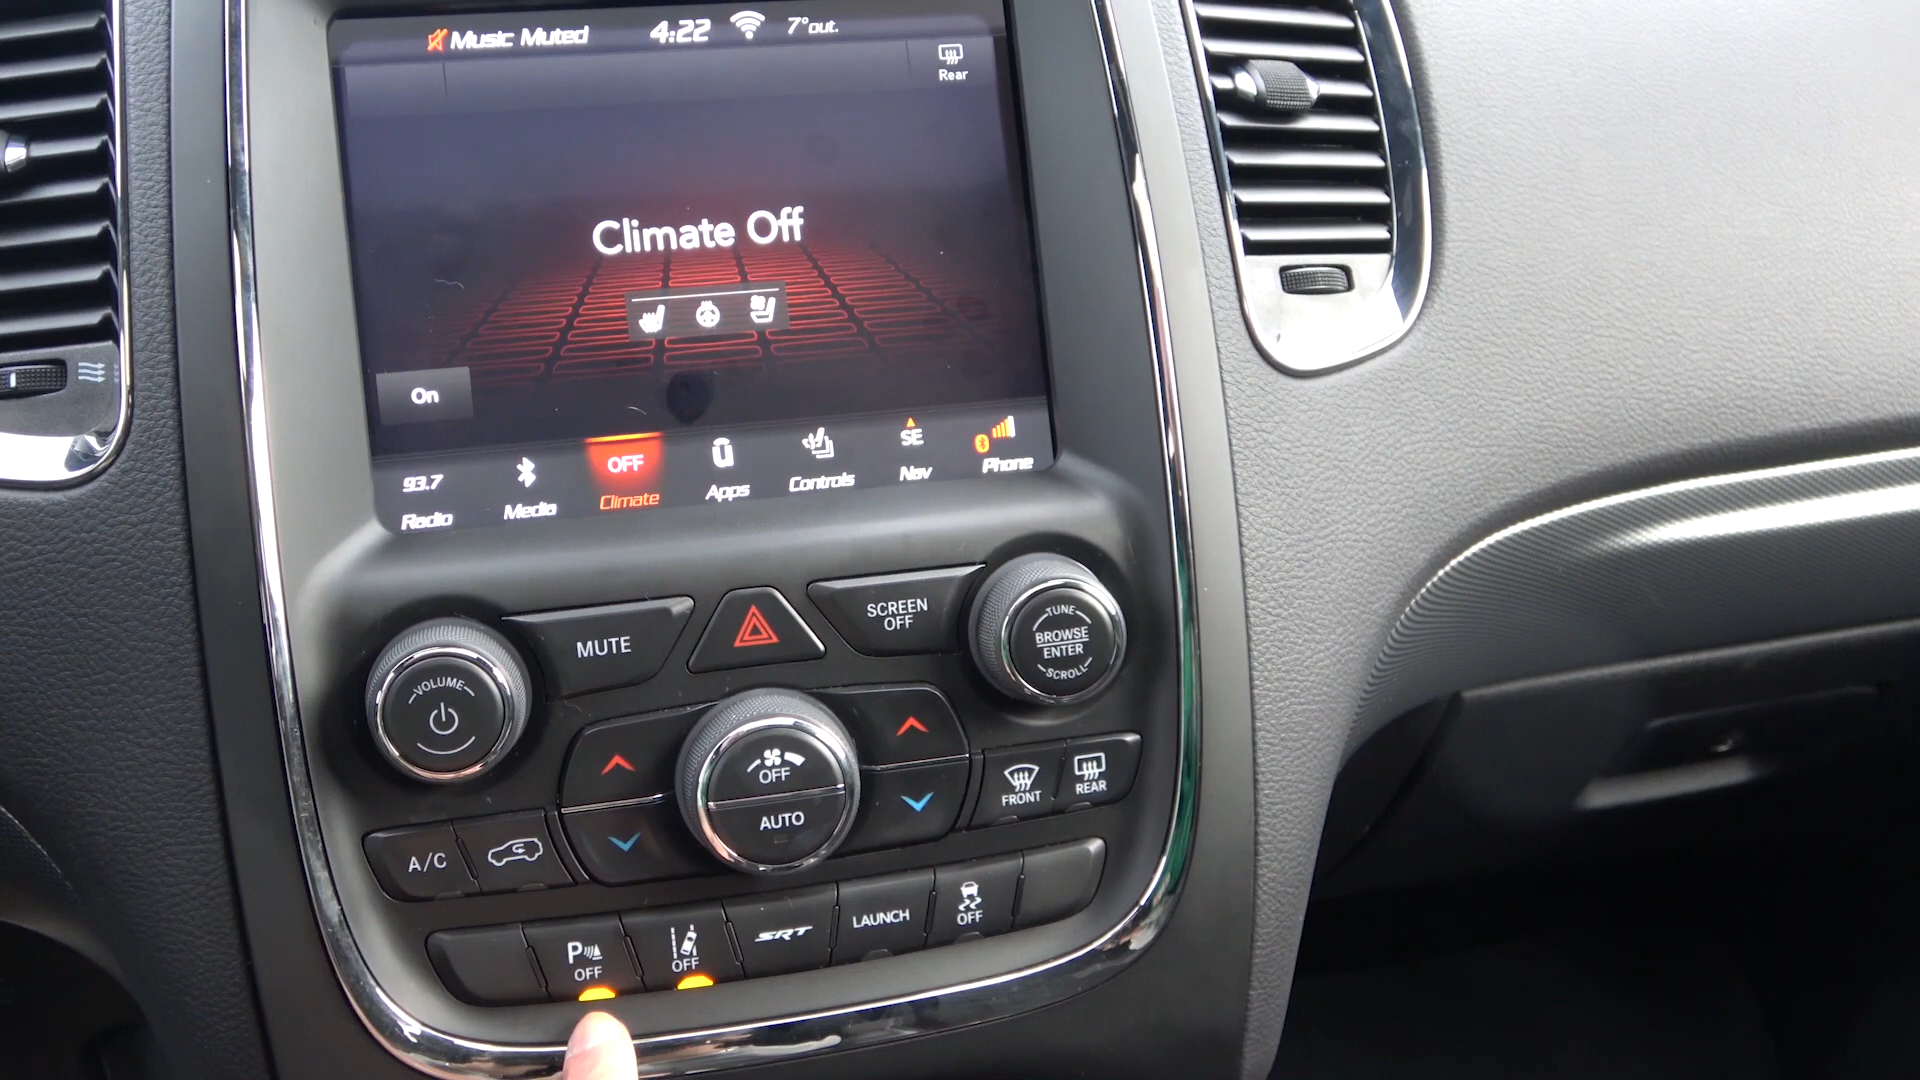 Music Muted 4:22 7°out.
Rear
Climate Off
On
93.7 OFF SE
Radio Media Climate Apps Controls Nav Phone
VOLUME
MUTE
SCREEN
OFF
TUNE
BROWSE
ENTER
SCROLL
OFF
AUTO
FRONT
REAR
A/C
P
OFF
OFF
SRT
LAUNCH
OFF